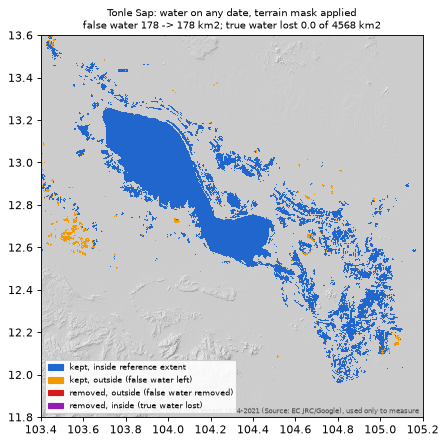 Tonle Sap: water on any date, terrain mask applied
false water 178 -> 178 km2; true water lost 0.0 of 4568 km2
13.6
13.4
13.2
13.0
12.8
12.6
12.4
12.2
12.0
11.8
kept, inside reference extent
kept, outside (false water left)
removed, outside (false water removed)
removed, inside (true water lost)
4-2021 (Source: EC JRC/Google), used only to measure
103.4 103.6 103.8 104.0 104.2 104.4 104.6 104.8 105.0 105.2